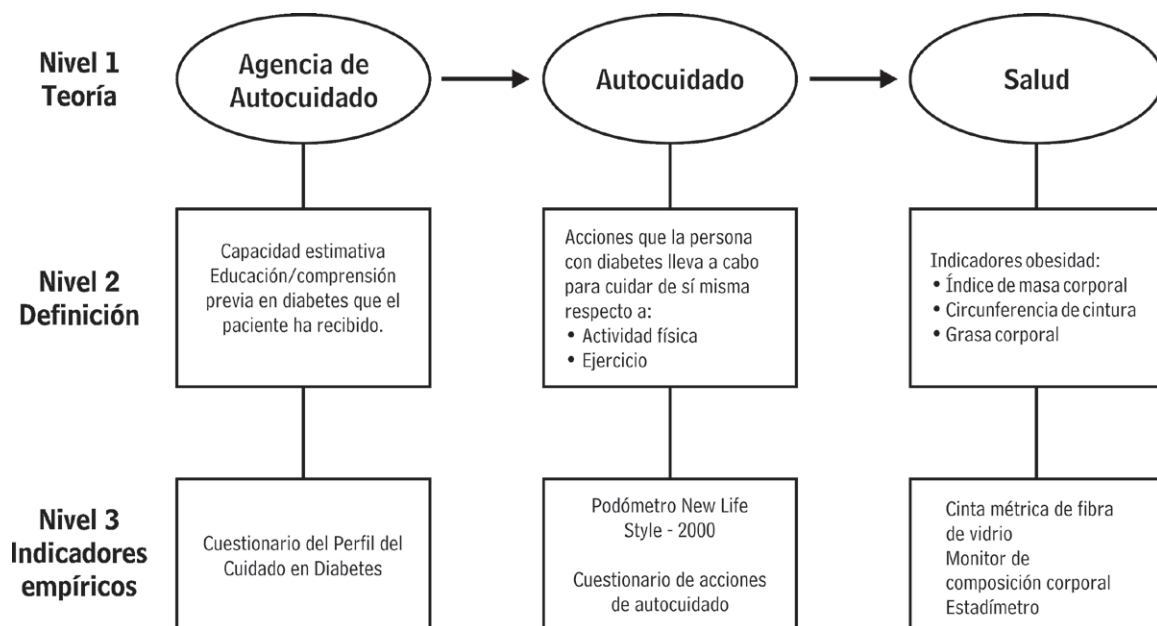 Nivel 1
Teoría
Agencia de
Autocuidado
Autocuidado
Salud
Nivel 2
Definición
Capacidad estimativa
Educación/comprensión
previa en diabetes que el
paciente ha recibido.
Acciones que la persona
con diabetes lleva a cabo
para cuidar de sí misma
respecto a:
• Actividad física
• Ejercicio
Indicadores obesidad:
• Índice de masa corporal
• Circunferencia de cintura
• Grasa corporal
Nivel 3
Indicadores
empíricos
Cuestionario del Perfil del
Cuidado en Diabetes
Podómetro New Life
Style - 2000
Cuestionario de acciones
de autocuidado
Cinta métrica de fibra
de vidrio
Monitor de
composición corporal
Estadímetro